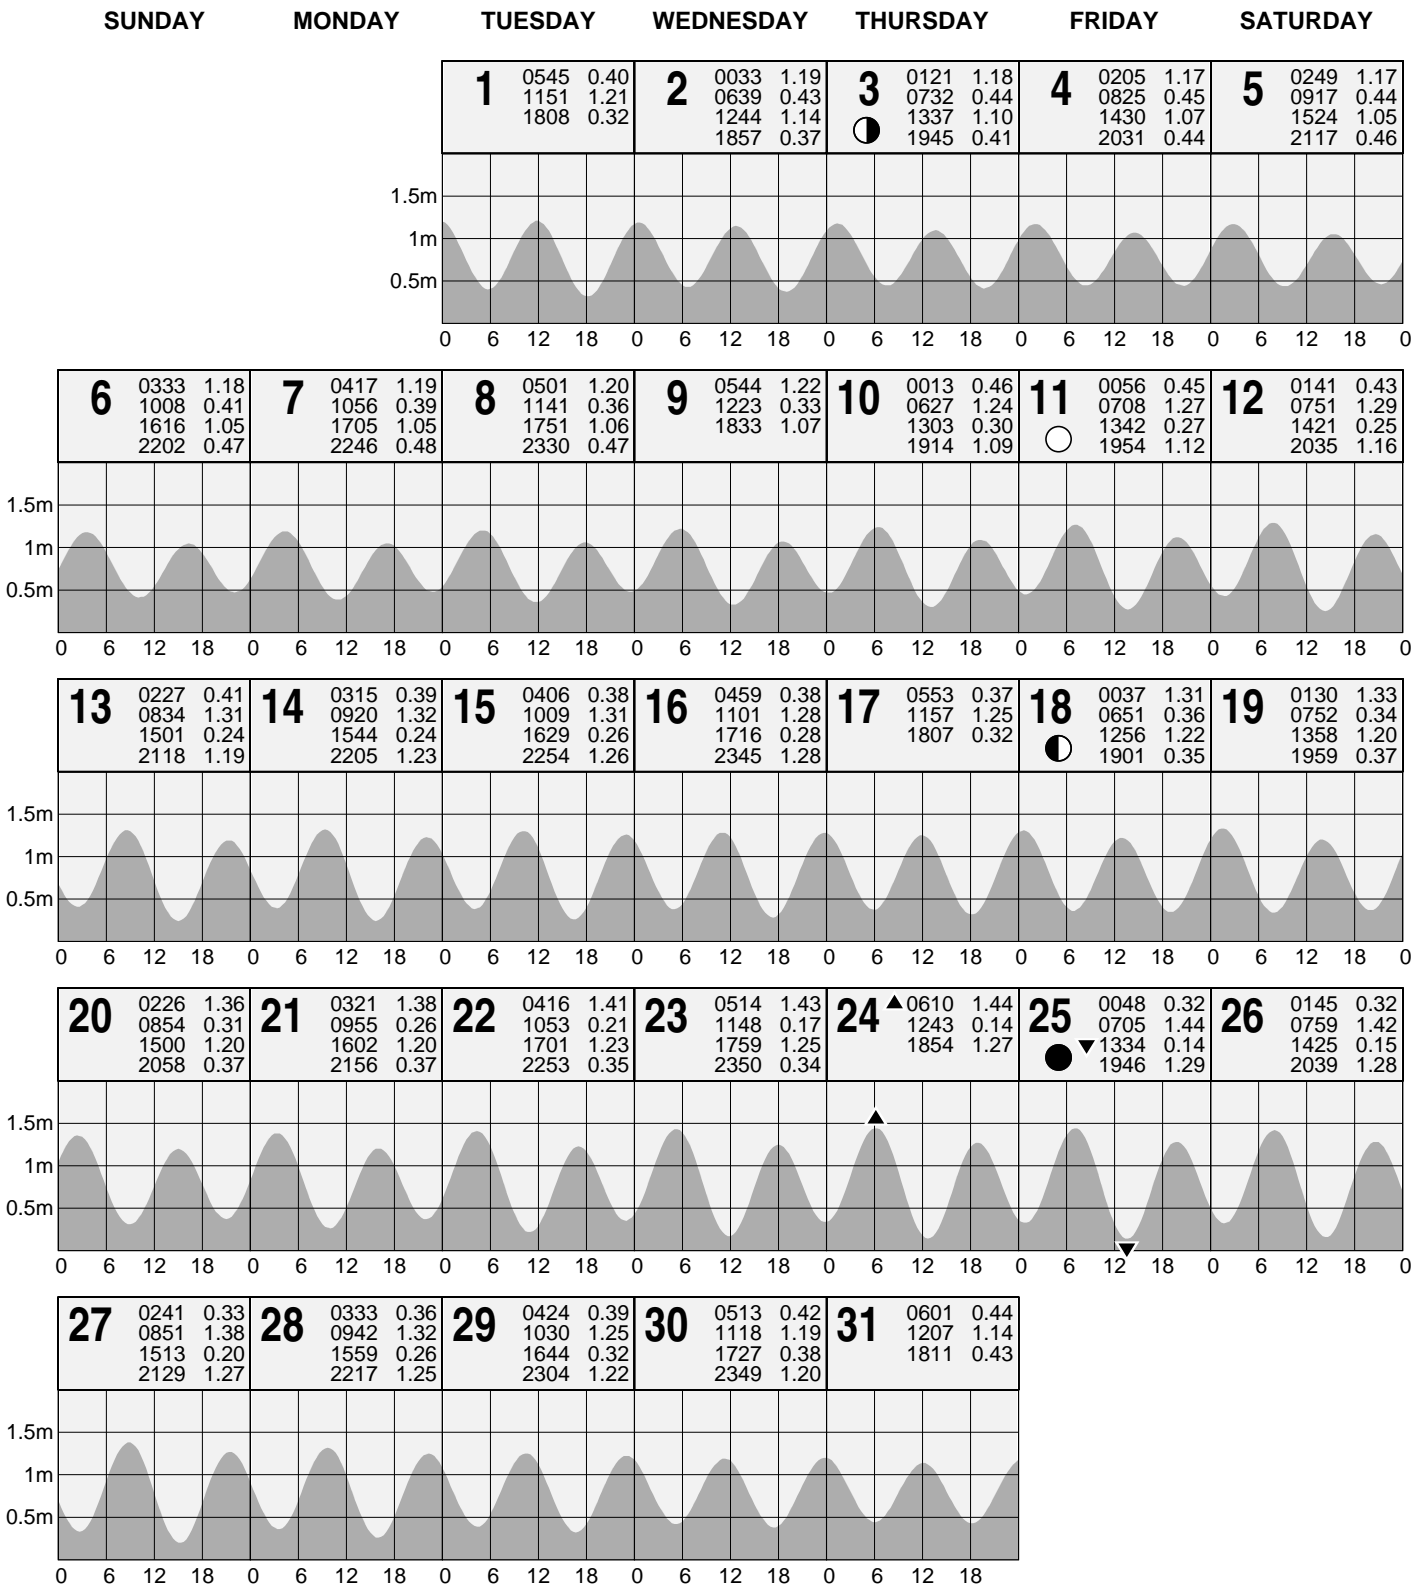 SUNDAY MONDAY TUESDAY WEDNESDAY THURSDAY FRIDAY SATURDAY
1 0545 0.40
1151 1.21
1808 0.32
2 0033 1.19
0639 0.43
1244 1.14
1857 0.37
3 0121 1.18
0732 0.44
1337 1.10
1945 0.41
4 0205 1.17
0825 0.45
1430 1.07
2031 0.44
5 0249 1.17
0917 0.44
1524 1.05
2117 0.46
1.5m
1m
0.5m
0 6 12 18 0 6 12 18 0 6 12 18 0 6 12 18 0 6 12 18 0
6 0333 1.18
1008 0.41
1616 1.05
2202 0.47
7 0417 1.19
1056 0.39
1705 1.05
2246 0.48
8 0501 1.20
1141 0.36
1751 1.06
2330 0.47
9 0544 1.22
1223 0.33
1833 1.07
10 0013 0.46
0627 1.24
1303 0.30
1914 1.09
11 0056 0.45
0708 1.27
1342 0.27
1954 1.12
12 0141 0.43
0751 1.29
1421 0.25
2035 1.16
1.5m
1m
0.5m
0 6 12 18 0 6 12 18 0 6 12 18 0 6 12 18 0 6 12 18 0 6 12 18 0 6 12 18 0
13 0227 0.41
0834 1.31
1501 0.24
2118 1.19
14 0315 0.39
0920 1.32
1544 0.24
2205 1.23
15 0406 0.38
1009 1.31
1629 0.26
2254 1.26
16 0459 0.38
1101 1.28
1716 0.28
2345 1.28
17 0553 0.37
1157 1.25
1807 0.32
18 0037 1.31
0651 0.36
1256 1.22
1901 0.35
19 0130 1.33
0752 0.34
1358 1.20
1959 0.37
1.5m
1m
0.5m
0 6 12 18 0 6 12 18 0 6 12 18 0 6 12 18 0 6 12 18 0 6 12 18 0 6 12 18 0
20 0226 1.36
0854 0.31
1500 1.20
2058 0.37
21 0321 1.38
0955 0.26
1602 1.20
2156 0.37
22 0416 1.41
1053 0.21
1701 1.23
2253 0.35
23 0514 1.43
1148 0.17
1759 1.25
2350 0.34
24 0610 1.44
1243 0.14
1854 1.27
25 0048 0.32
0705 1.44
1334 0.14
1946 1.29
26 0145 0.32
0759 1.42
1425 0.15
2039 1.28
1.5m
1m
0.5m
0 6 12 18 0 6 12 18 0 6 12 18 0 6 12 18 0 6 12 18 0 6 12 18 0 6 12 18 0
27 0241 0.33
0851 1.38
1513 0.20
2129 1.27
28 0333 0.36
0942 1.32
1559 0.26
2217 1.25
29 0424 0.39
1030 1.25
1644 0.32
2304 1.22
30 0513 0.42
1118 1.19
1727 0.38
2349 1.20
31 0601 0.44
1207 1.14
1811 0.43
1.5m
1m
0.5m
0 6 12 18 0 6 12 18 0 6 12 18 0 6 12 18 0 6 12 18